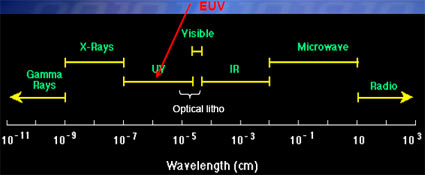 EUV
Visible
X-Rays
Microwave
Gamma
Rays
UV
IR
Radio
Optical litho
10-11 10-9 10-7 10-5 10-3 10-1 10 10 3
Wavelength (cm)